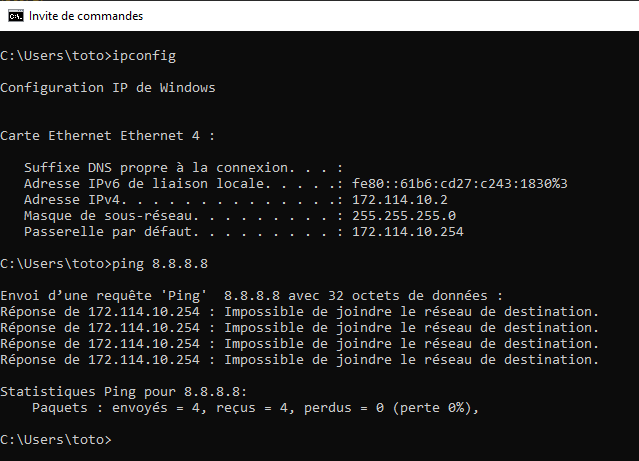 Invite de commandes
C:\Users\toto>ipconfig
Configuration IP de Windows
Carte Ethernet Ethernet 4 :
Suffixe DNS propre à la connexion. . . :
Adresse IPv6 de liaison locale. . . . .: fe80::61b6:cd27:c243:1830%3
Adresse IPv4. . . . . . . . . . . . . .: 172.114.10.2
Masque de sous-réseau. . . . . . . . . : 255.255.255.0
Passerelle par défaut. . . . . . . . . : 172.114.10.254
C:\Users\toto>ping 8.8.8.8
Envoi d’une requête 'Ping'  8.8.8.8 avec 32 octets de données :
Réponse de 172.114.10.254 : Impossible de joindre le réseau de destination.
Réponse de 172.114.10.254 : Impossible de joindre le réseau de destination.
Réponse de 172.114.10.254 : Impossible de joindre le réseau de destination.
Réponse de 172.114.10.254 : Impossible de joindre le réseau de destination.
Statistiques Ping pour 8.8.8.8:
Paquets : envoyés = 4, reçus = 4, perdus = 0 (perte 0%),
C:\Users\toto>